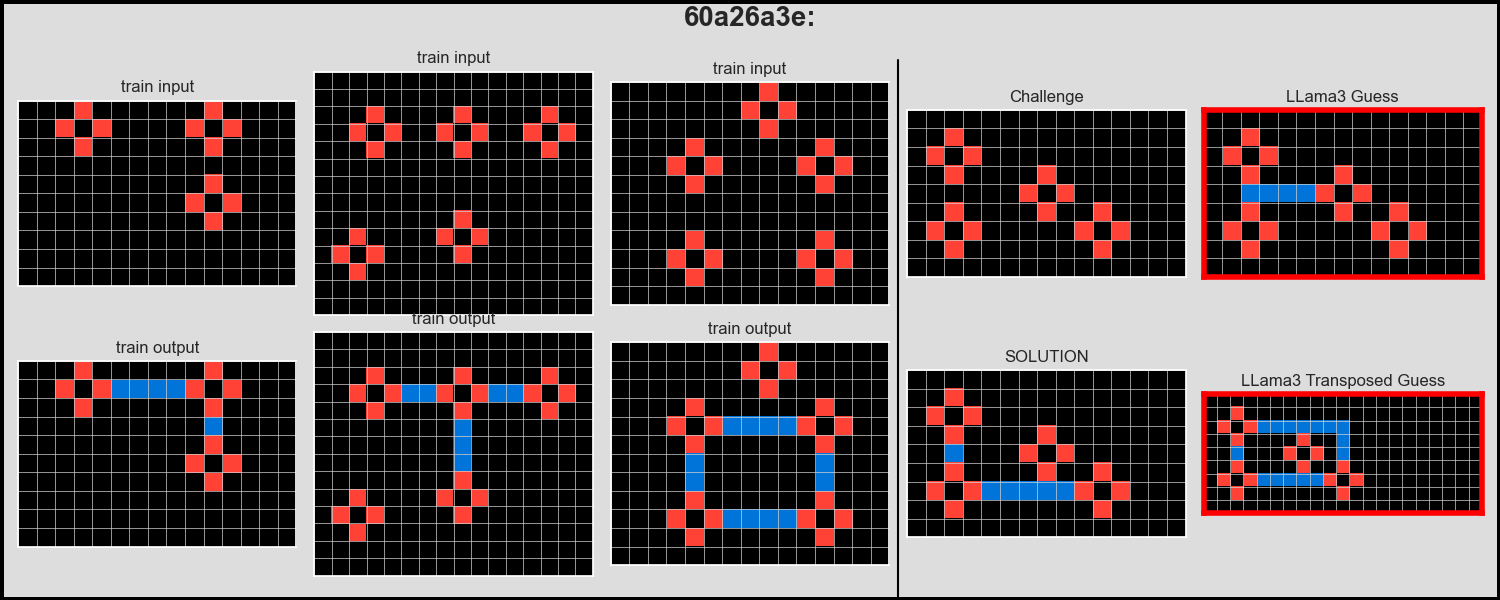 60a26a3e:
train input
train input
train input
Challenge
LLama3 Guess
train output
train output
train output
SOLUTION
LLama3 Transposed Guess